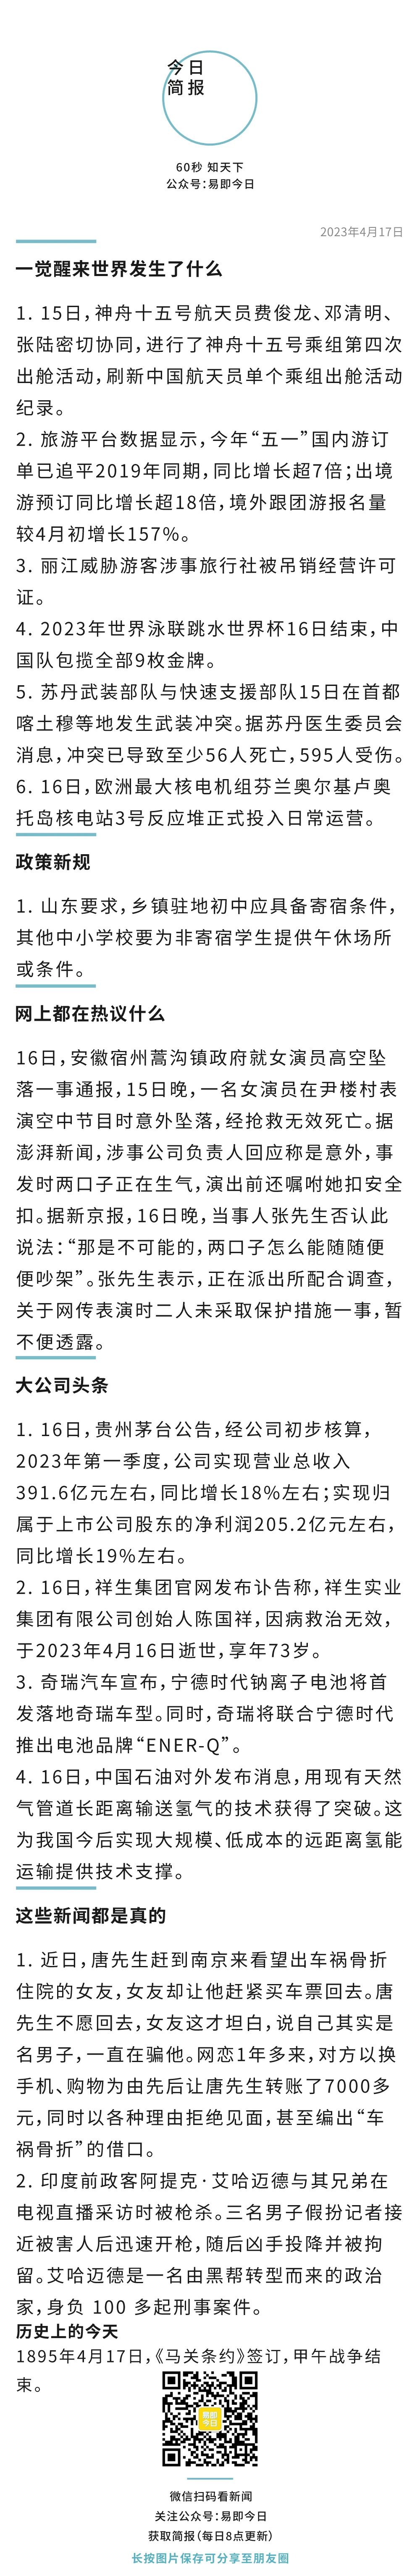 今日
简报
60秒 知天下
公众号：易即今日
2023年4月17日
一觉醒来世界发生了什么
1. 15日，神舟十五号航天员费俊龙、邓清明、
张陆密切协同，进行了神舟十五号乘组第四次
出舱活动，刷新中国航天员单个乘组出舱活动
纪录。
2. 旅游平台数据显示，今年“五一”国内游订
单已追平2019年同期，同比增长超7倍；出境
游预订同比增长超18倍，境外跟团游报名量
较4月初增长157%。
3. 丽江威胁游客涉事旅行社被吊销经营许可
证。
4. 2023年世界泳联跳水世界杯16日结束，中
国队包揽全部9枚金牌。
5. 苏丹武装部队与快速支援部队15日在首都
喀土穆等地发生武装冲突。据苏丹医生委员会
消息，冲突已导致至少56人死亡，595人受伤。
6. 16日，欧洲最大核电机组芬兰奥尔基卢奥
托岛核电站3号反应堆正式投入日常运营。
政策新规
1. 山东要求，乡镇驻地初中应具备寄宿条件，
其他中小学校要为非寄宿学生提供午休场所
或条件。
网上都在热议什么
16日，安徽宿州蒿沟镇政府就女演员高空坠
落一事通报，15日晚，一名女演员在尹楼村表
演空中节目时意外坠落，经抢救无效死亡。据
澎湃新闻，涉事公司负责人回应称是意外，事
发时两口子正在生气，演出前还嘱咐她扣安全
扣。据新京报，16日晚，当事人张先生否认此
说法：“那是不可能的，两口子怎么能随随便
便吵架”。张先生表示，正在派出所配合调查，
关于网传表演时二人未采取保护措施一事，暂
不便透露。
大公司头条
1. 16日，贵州茅台公告，经公司初步核算，
2023年第一季度，公司实现营业总收入
391.6亿元左右，同比增长18%左右；实现归
属于上市公司股东的净利润205.2亿元左右，
同比增长19%左右。
2. 16日，祥生集团官网发布讣告称，祥生实业
集团有限公司创始人陈国祥，因病救治无效，
于2023年4月16日逝世，享年73岁。
3. 奇瑞汽车宣布，宁德时代钠离子电池将首
发落地奇瑞车型。同时，奇瑞将联合宁德时代
推出电池品牌“ENER-Q”。
4. 16日，中国石油对外发布消息，用现有天然
气管道长距离输送氢气的技术获得了突破。这
为我国今后实现大规模、低成本的远距离氢能
运输提供技术支撑。
这些新闻都是真的
1. 近日，唐先生赶到南京来看望出车祸骨折
住院的女友，女友却让他赶紧买车票回去。唐
先生不愿回去，女友这才坦白，说自己其实是
名男子，一直在骗他。网恋1年多来，对方以换
手机、购物为由先后让唐先生转账了7000多
元，同时以各种理由拒绝见面，甚至编出“车
祸骨折”的借口。
2. 印度前政客阿提克·艾哈迈德与其兄弟在
电视直播采访时被枪杀。三名男子假扮记者接
近被害人后迅速开枪，随后凶手投降并被拘
留。艾哈迈德是一名由黑帮转型而来的政治
家，身负 100 多起刑事案件。
历史上的今天
1895年4月17日，《马关条约》签订，甲午战争结
束。
易即
今日
微信扫码看新闻
关注公众号：易即今日
获取简报（每日8点更新）
长按图片保存可分享至朋友圈